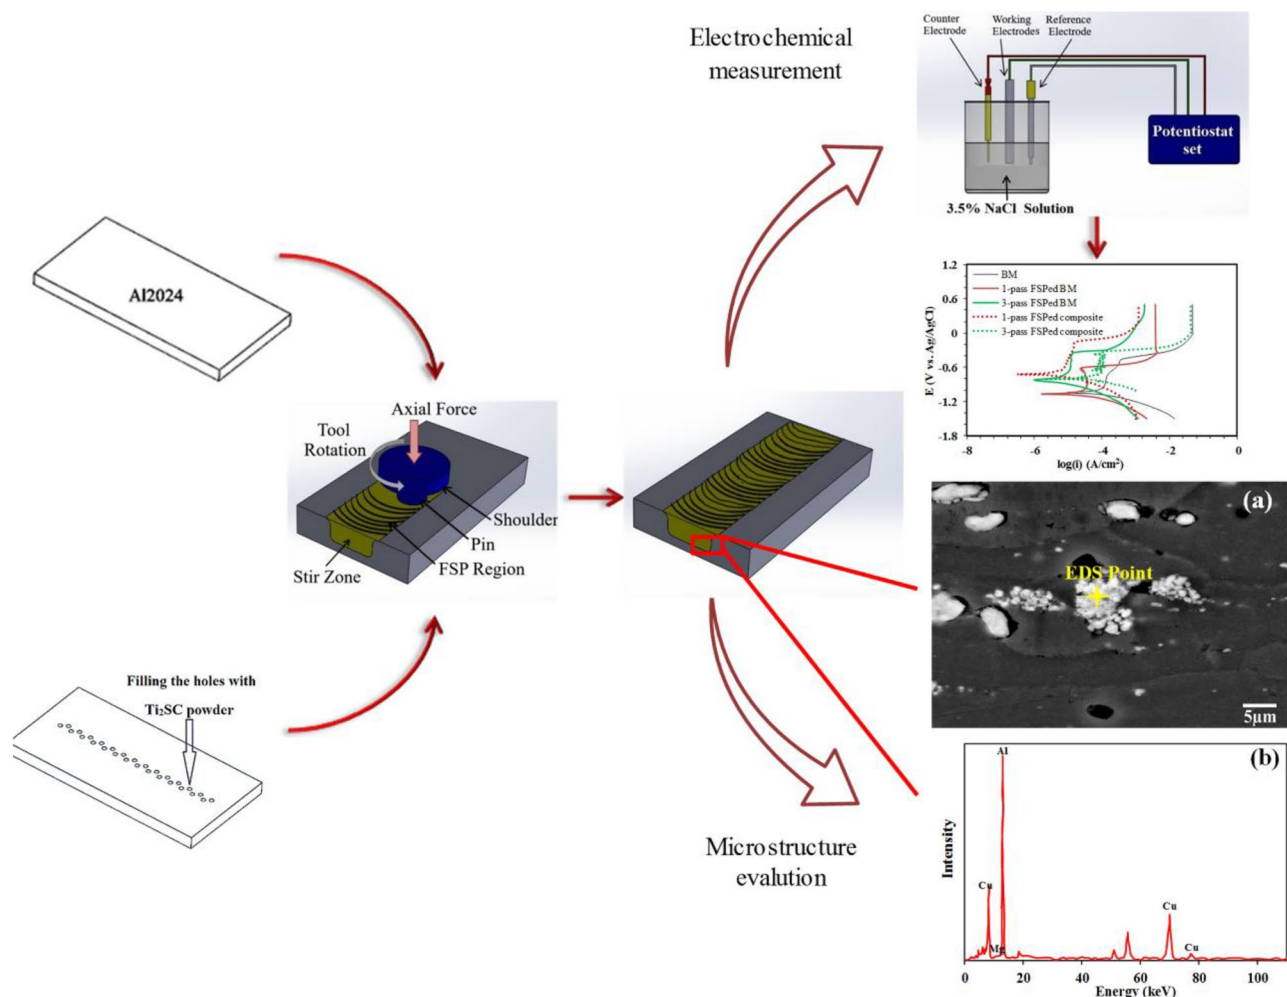 Electrochemical
measurement
Counter
Electrode
Working
Electrodes
Reference
Electrode
Potentiostat
set
3.5% NaCl Solution
Al2024
1.2
0.6
0
-0.6
-1.2
-1.8
E (V vs. Ag/AgCl)
BM
1-pass FSPed BM
3-pass FSPed BM
1-pass FSPed composite
3-pass FSPed composite
-8
-6
-4
-2
0
log(i) (A/cm²)
Axial Force
Tool
Rotation
Shoulder
Pin
FSP Region
Stir Zone
(a)
EDS Point
5µm
Filling the holes with
Ti₂SC powder
Microstructure
evalution
(b)
Al
Cu
Mg
Cu
Cu
Intensity
0
20
40
60
80
100
Energy (keV)